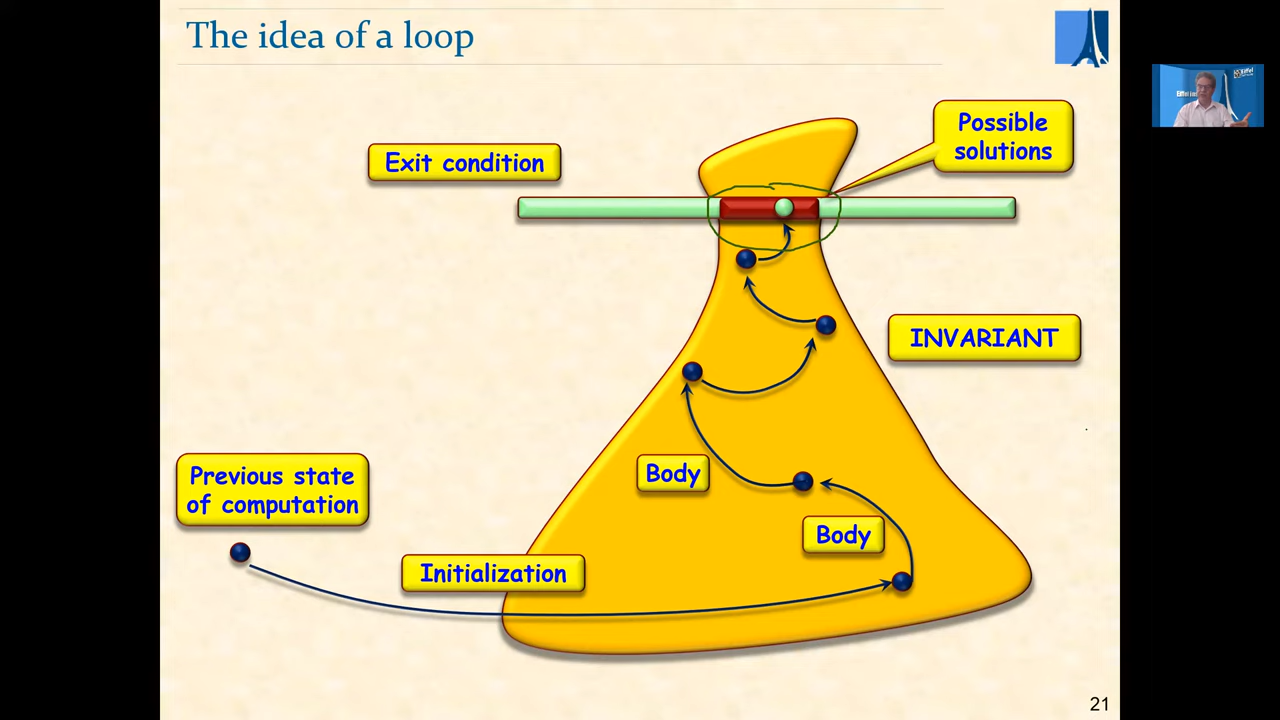 The idea of a loop
Possible
solutions
Exit condition
INVARIANT
Previous state
of computation
Body
Body
Initialization
21